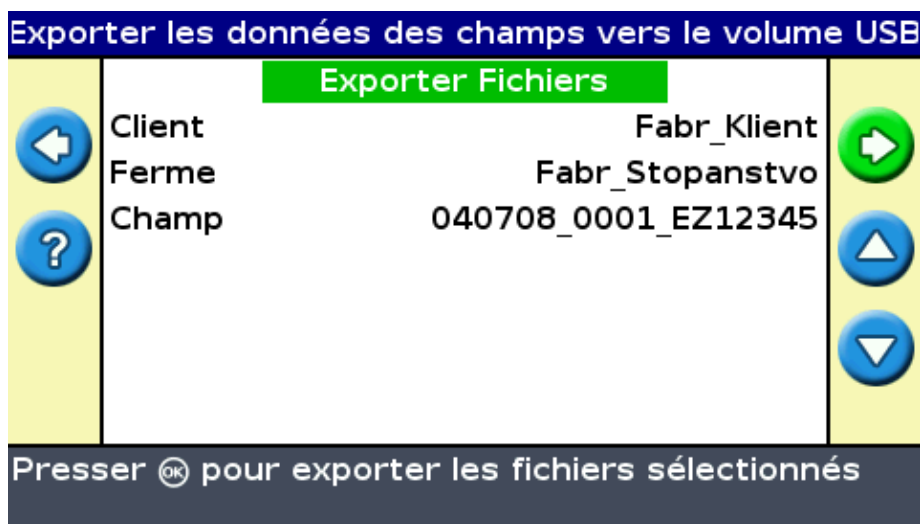 Exporter les données des champs vers le volume USB
Exporter Fichiers
Client Fabr_Klient
Ferme Fabr_Stopanstvo
Champ 040708_0001_EZ12345
?
Presser OK pour exporter les fichiers sélectionnés